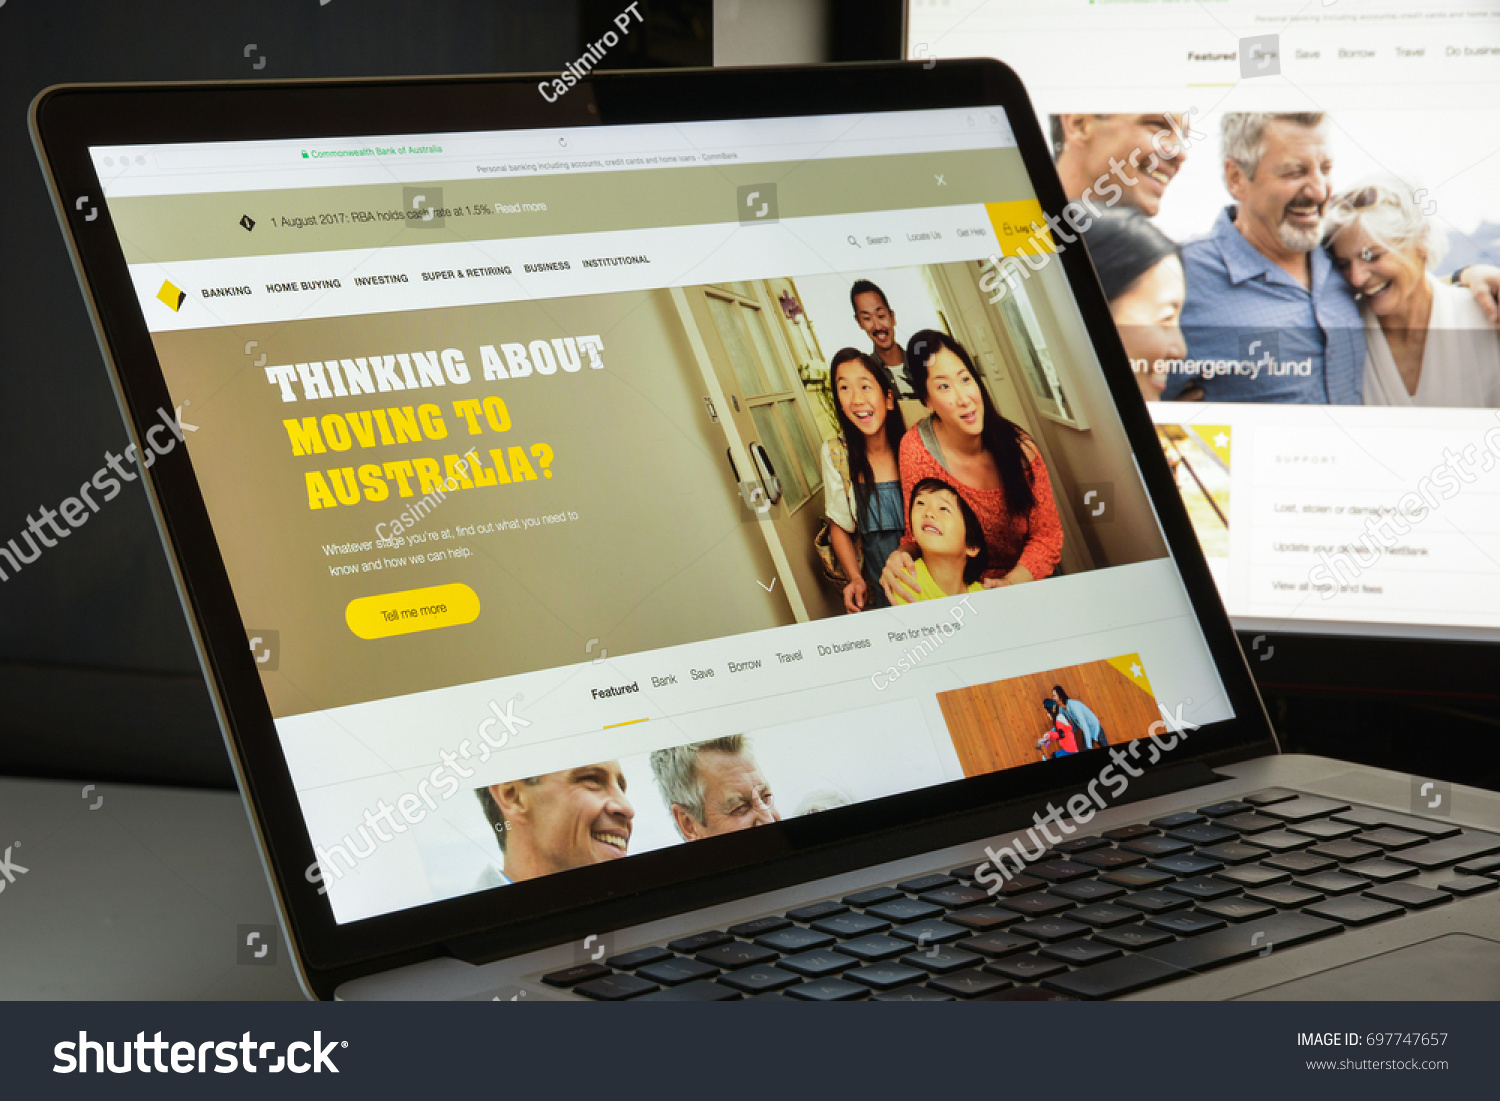 Commonwealth Bank of Australia
Personal banking including accounts, credit cards and home loans - CommBank
1 August 2017: RBA holds cash rate at 1.5%. Read more
X
Search Locate Us Get Help Log
BANKING HOME BUYING INVESTING SUPER & RETIRING BUSINESS INSTITUTIONAL
THINKING ABOUT
MOVING TO
AUSTRALIA?
Whatever stage you're at, find out what you need to
know and how we can help.
Tell me more
Featured Bank Save Borrow Travel Do business Plan for the future
CE
Featured Bank Save Borrow Travel Do business
n emergency fund
SUPPORT
Lost, stolen or damaged card
Update your details in NetBank
View all rates and fees
Casimiro PT
Casimiro PT
Casimiro PT
shutterstock
shutterstock
shutterstock
shutterstock
shutterstock
shutterstock
shutterstock
IMAGE ID: 697747657
www.shutterstock.com